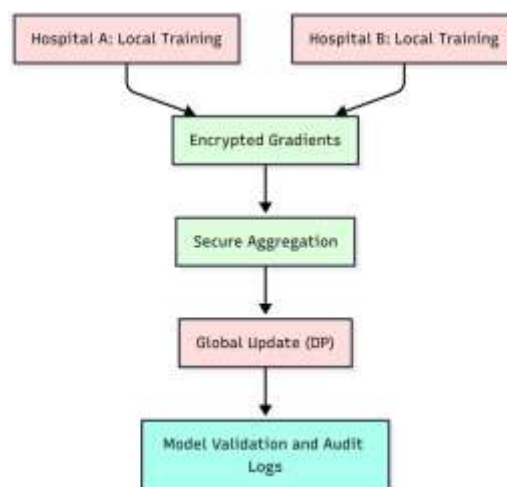 Hospital A: Local Training
Hospital B: Local Training
Encrypted Gradients
Secure Aggregation
Global Update (DP)
Model Validation and Audit
Logs